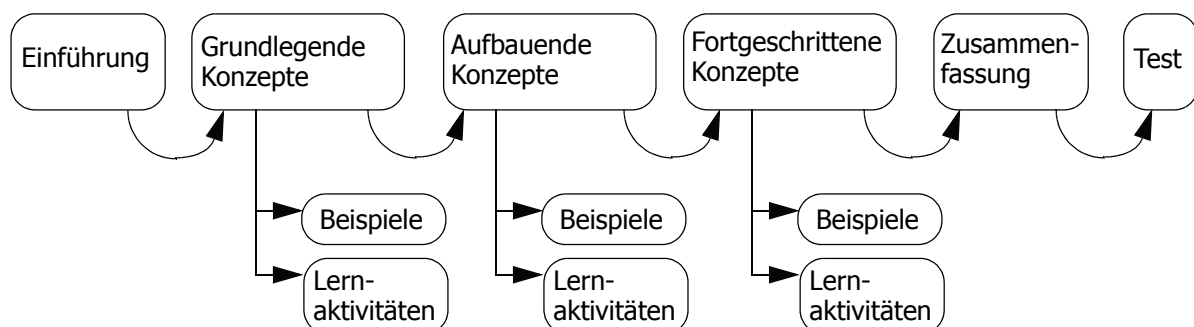 Einführung
Grundlegende
Konzepte
Aufbauende
Konzepte
Fortgeschrittene
Konzepte
Zusammen-
fassung
Test
Beispiele
Beispiele
Beispiele
Lern-
aktivitäten
Lern-
aktivitäten
Lern-
aktivitäten